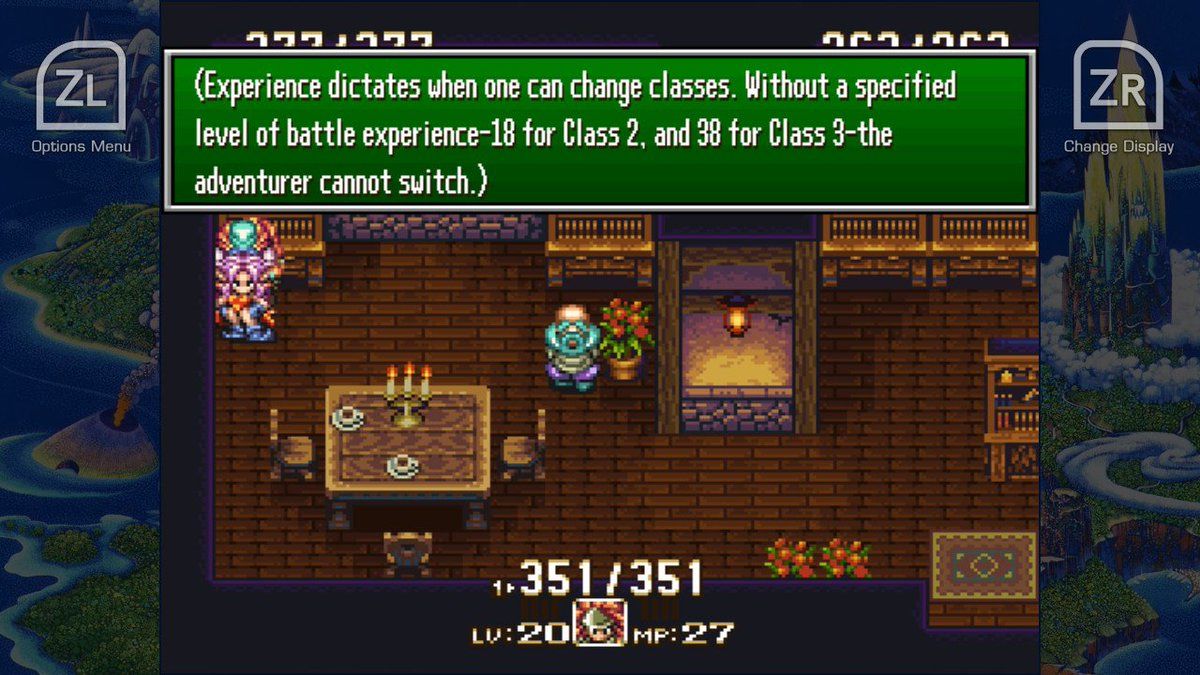 ZL
Options Menu
ZR
Change Display
(Experience dictates when one can change classes. Without a specified
level of battle experience-18 for Class 2, and 38 for Class 3-the
adventurer cannot switch.)
1P 351/351
LV:20 MP:27